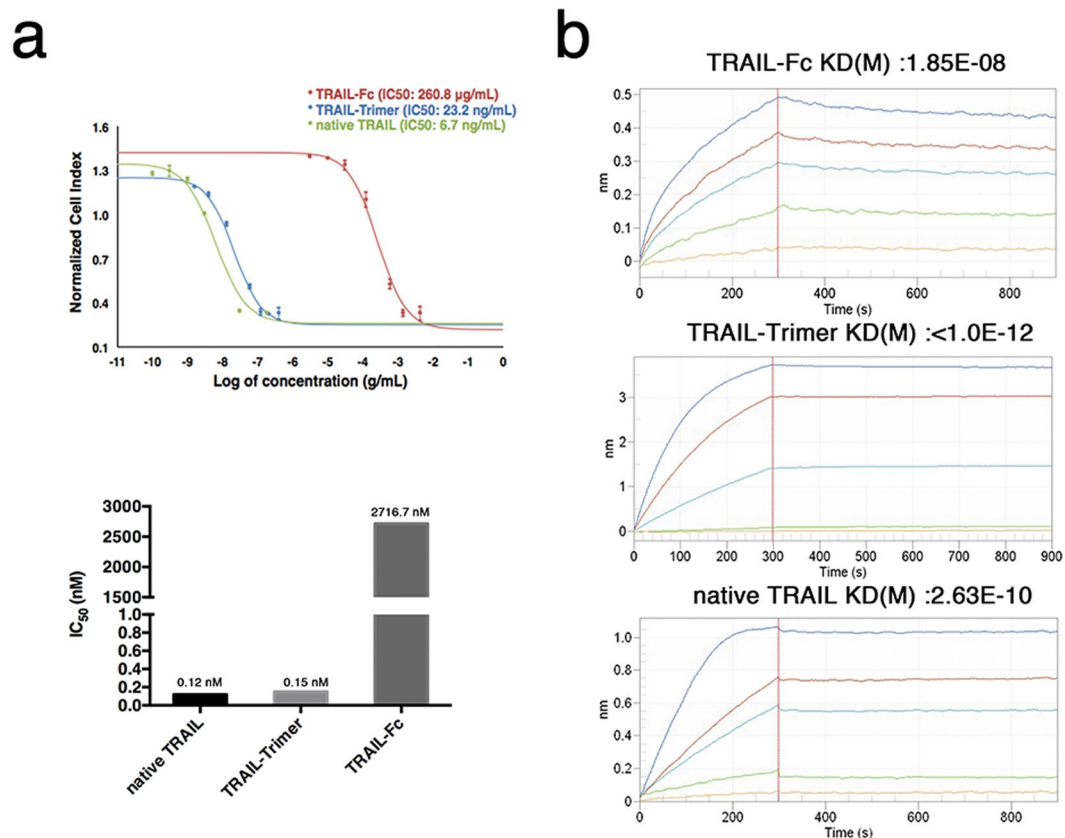 a
TRAIL-Fc (IC50: 260.8 µg/mL)
TRAIL-Trimer (IC50: 23.2 ng/mL)
native TRAIL (IC50: 6.7 ng/mL)
Normalized Cell Index
1.6
1.3
1.0
0.7
0.4
0.1
-11 -10 -9 -8 -7 -6 -5 -4 -3 -2 -1 0
Log of concentration (g/mL)
IC50 (nM)
3000
2500
2000
1500
1.0
0.8
0.6
0.4
0.2
0.0
0.12 nM
0.15 nM
2716.7 nM
native TRAIL
TRAIL-Trimer
TRAIL-Fc
b
TRAIL-Fc KD(M) :1.85E-08
nm
0.5
0.4
0.3
0.2
0.1
0
0 200 400 600 800
Time (s)
TRAIL-Trimer KD(M) :<1.0E-12
nm
3
2
1
0
0 100 200 300 400 500 600 700 800 900
Time (s)
native TRAIL KD(M) :2.63E-10
nm
1.0
0.8
0.6
0.4
0.2
0
0 200 400 600 800
Time (s)